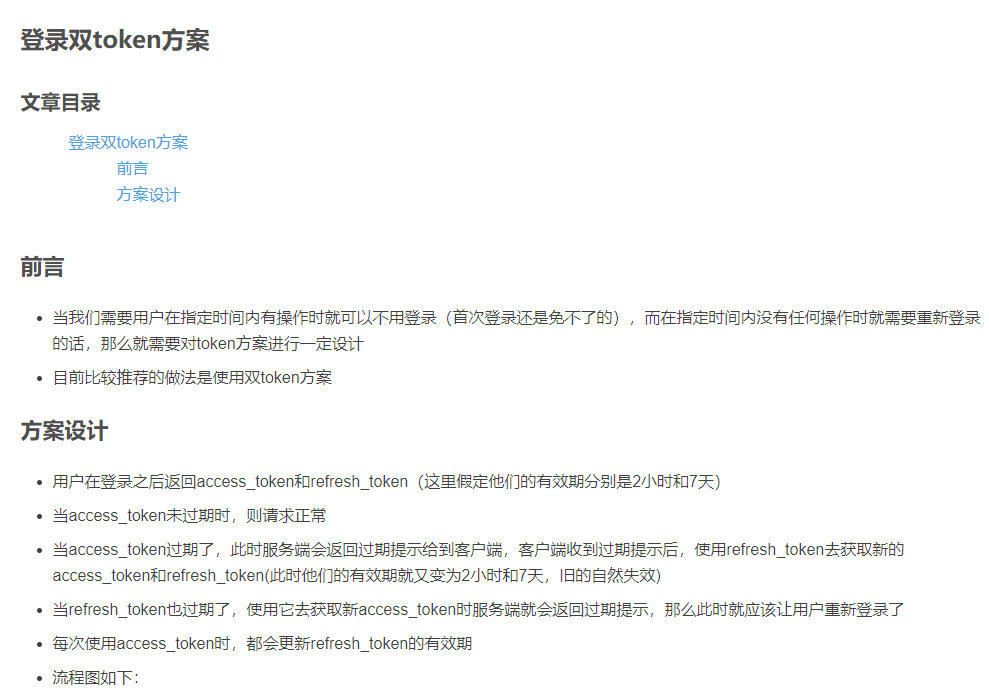 登录双token方案
文章目录
登录双token方案
前言
方案设计
前言
当我们需要用户在指定时间内有操作时就可以不用登录（首次登录还是免不了的），而在指定时间内没有任何操作时就需要重新登录
的话，那么就需要对token方案进行一定设计
目前比较推荐的做法是使用双token方案
方案设计
用户在登录之后返回access_token和refresh_token（这里假定他们的有效期分别是2小时和7天）
当access_token未过期时，则请求正常
当access_token过期了，此时服务端会返回过期提示给到客户端，客户端收到过期提示后，使用refresh_token去获取新的
access_token和refresh_token(此时他们的有效期就又变为2小时和7天，旧的自然失效)
当refresh_token也过期了，使用它去获取新access_token时服务端就会返回过期提示，那么此时就应该让用户重新登录了
每次使用access_token时，都会更新refresh_token的有效期
流程图如下：